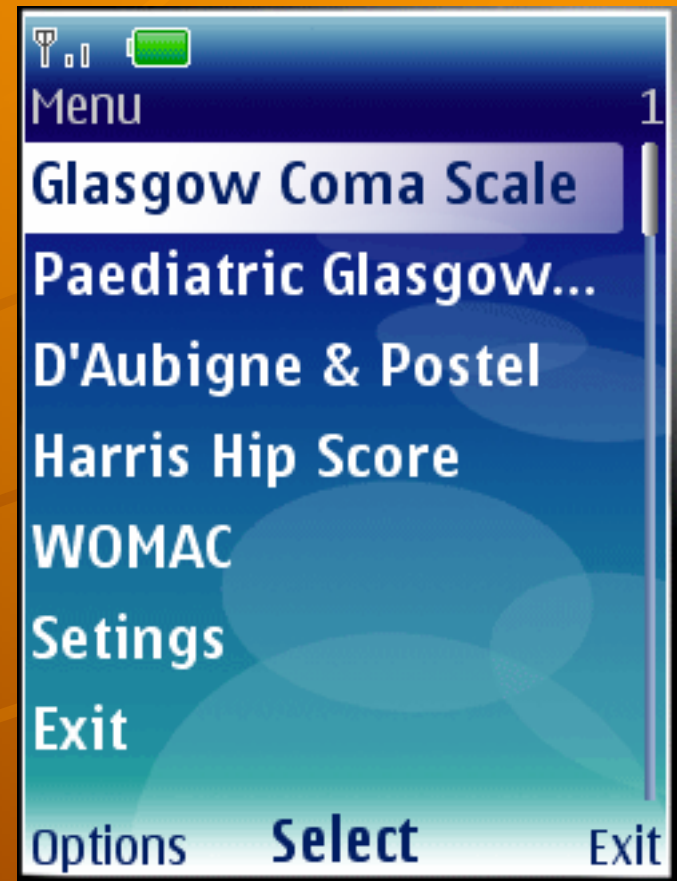 Menu 1
Glasgow Coma Scale
Paediatric Glasgow...
D'Aubigne & Postel
Harris Hip Score
WOMAC
Setings
Exit
Options Select Exit